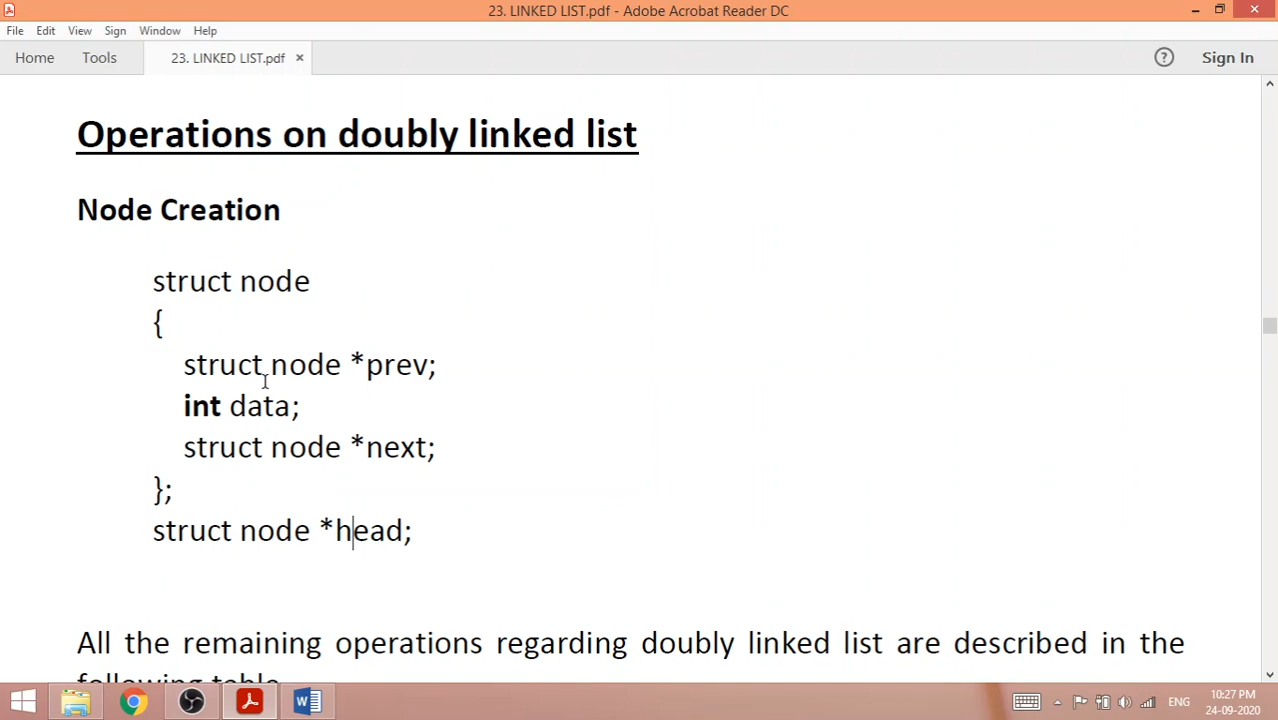 23. LINKED LIST.pdf - Adobe Acrobat Reader DC
File Edit View Sign Window Help
Home Tools 23. LINKED LIST.pdf × ? Sign In
Operations on doubly linked list
Node Creation
struct node
{
struct node *prev;
int data;
struct node *next;
};
struct node *head;
All the remaining operations regarding doubly linked list are described in the
following table
ENG
10:27 PM
24-09-2020